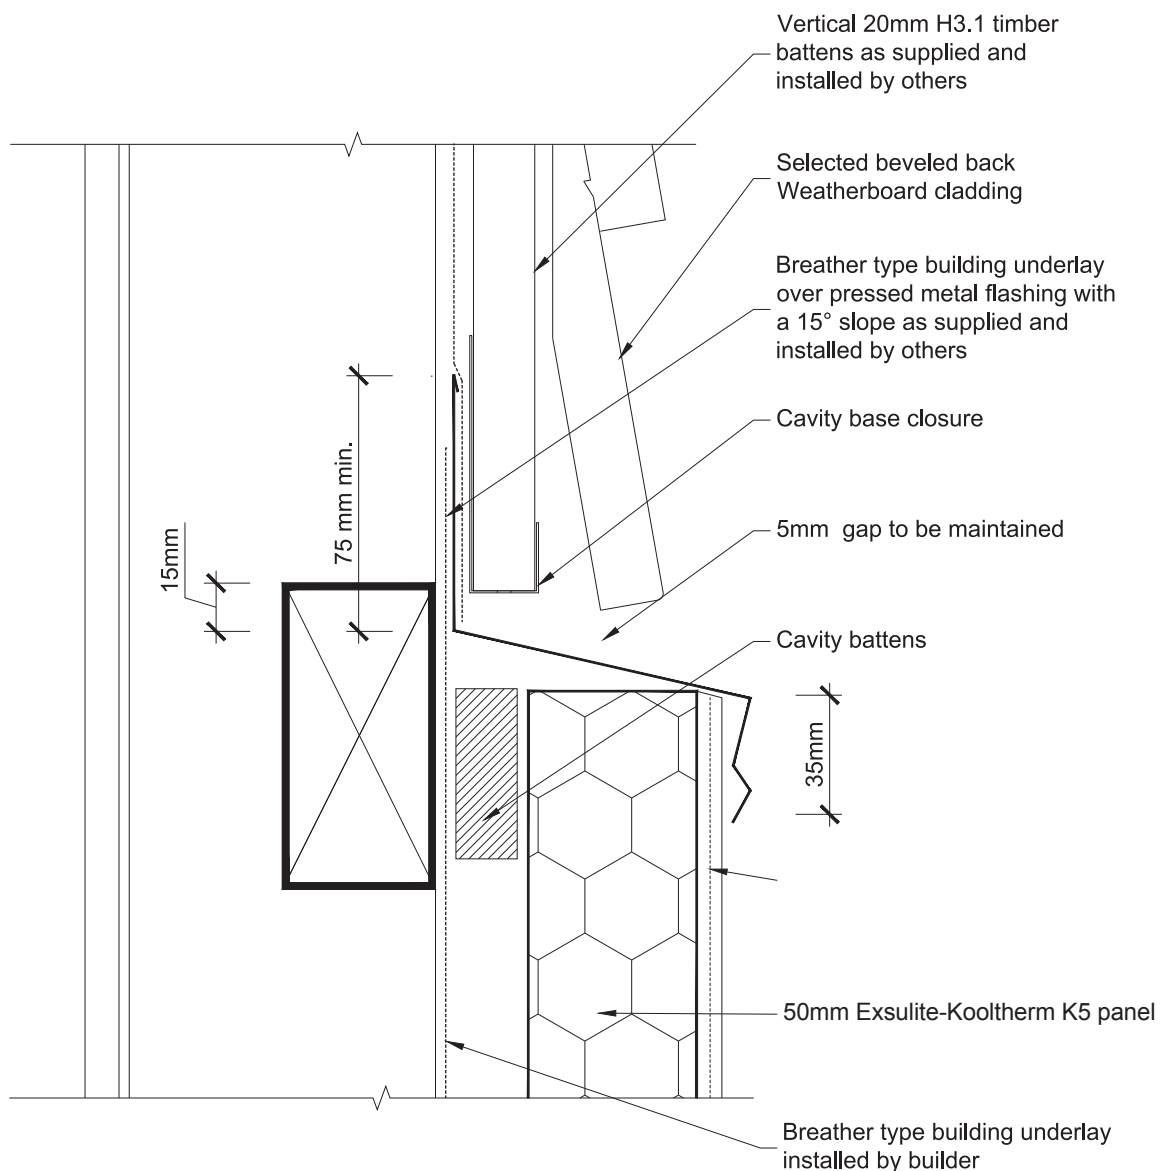 Vertical 20mm H3.1 timber
battens as supplied and
installed by others
Selected beveled back
Weatherboard cladding
Breather type building underlay
over pressed metal flashing with
a 15° slope as supplied and
installed by others
Cavity base closure
75 mm min.
15mm
5mm gap to be maintained
Cavity battens
35mm
50mm Exsulite-Kooltherm K5 panel
Breather type building underlay
installed by builder